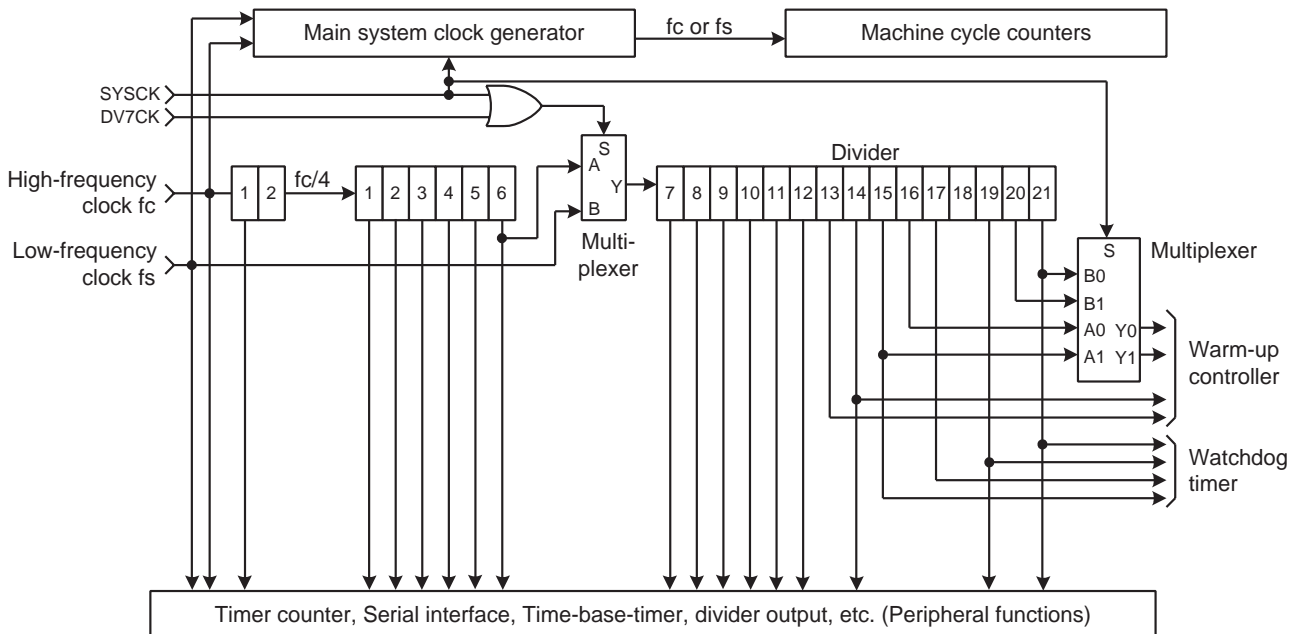 Main system clock generator
fc or fs
Machine cycle counters
SYSCK
DV7CK
High-frequency
clock fc
1 2
fc/4
1 2 3 4 5 6
S
A
Y
B
Multi-
plexer
Divider
7 8 9 10 11 12 13 14 15 16 17 18 19 20 21
Low-frequency
clock fs
S
Multiplexer
B0
B1
A0 Y0
A1 Y1
Warm-up
controller
Watchdog
timer
Timer counter, Serial interface, Time-base-timer, divider output, etc. (Peripheral functions)